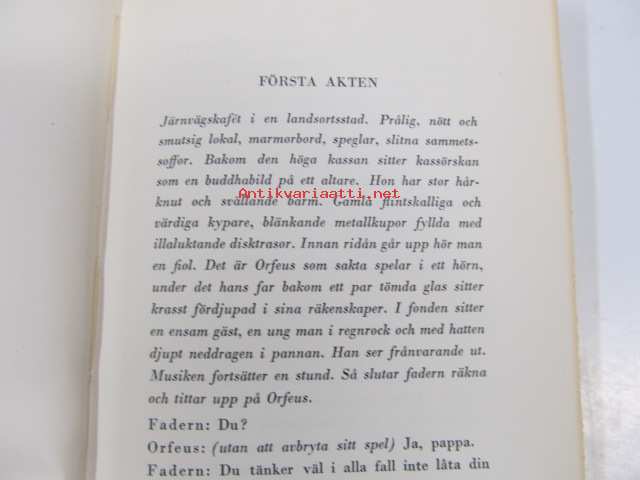 FÖRSTA AKTEN
Järnvägskafét i en landsortsstad. Prålig, nött och
smutsig lokal, marmorbord, speglar, slitna sammets-
soffor. Bakom den höga kassan sitter kassörskan
som en buddhabild på ett altare. Hon har stor hår-
Antikvariaatti.net
knut och svällande barm. Gamla flintskalliga och
värdiga kypare, blänkande metallkupor fyllda med
illaluktande disktrasor. Innan ridån går upp hör man
en fiol. Det är Orfeus som sakta spelar i ett hörn,
under det hans far bakom ett par tömda glas sitter
krasst fördjupad i sina räkenskaper. I fonden sitter
en ensam gäst, en ung man i regnrock och med hatten
djupt neddragen i pannan. Han ser frånvarande ut.
Musiken fortsätter en stund. Så slutar fadern räkna
och tittar upp på Orfeus.
Fadern: Du?
Orfeus: (utan att avbryta sitt spel) Ja, pappa.
Fadern: Du tänker väl i alla fall inte låta din